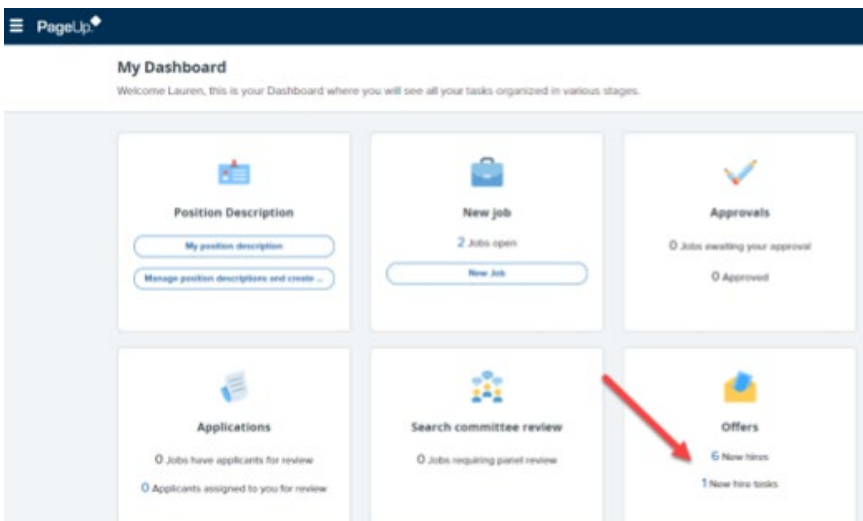 PageUp
My Dashboard
Welcome Lauren, this is your Dashboard where you will see all your tasks organized in various stages.
Position Description
My position description
Manage position descriptions and create ...
New job
2 Jobs open
New Job
Approvals
0 Jobs awaiting your approval
0 Approved
Applications
0 Jobs have applicants for review
0 Applicants assigned to you for review
Search committee review
0 Jobs requiring panel review
Offers
6 New hires
1 New hire tasks